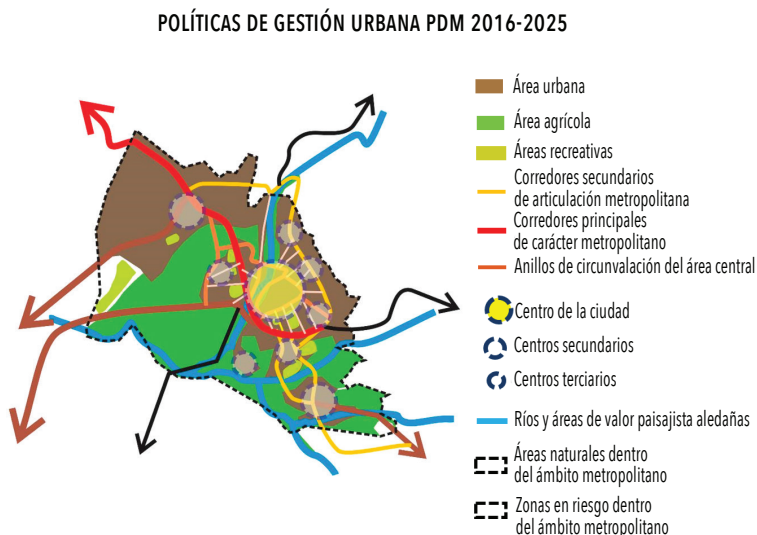 POLÍTICAS DE GESTIÓN URBANA PDM 2016-2025
Área urbana
Área agrícola
Áreas recreativas
Corredores secundarios
de articulación metropolitana
Corredores principales
de carácter metropolitano
Anillos de circunvalación del área central
Centro de la ciudad
Centros secundarios
Centros terciarios
Ríos y áreas de valor paisajista aledañas
Áreas naturales dentro
del ámbito metropolitano
Zonas en riesgo dentro
del ámbito metropolitano